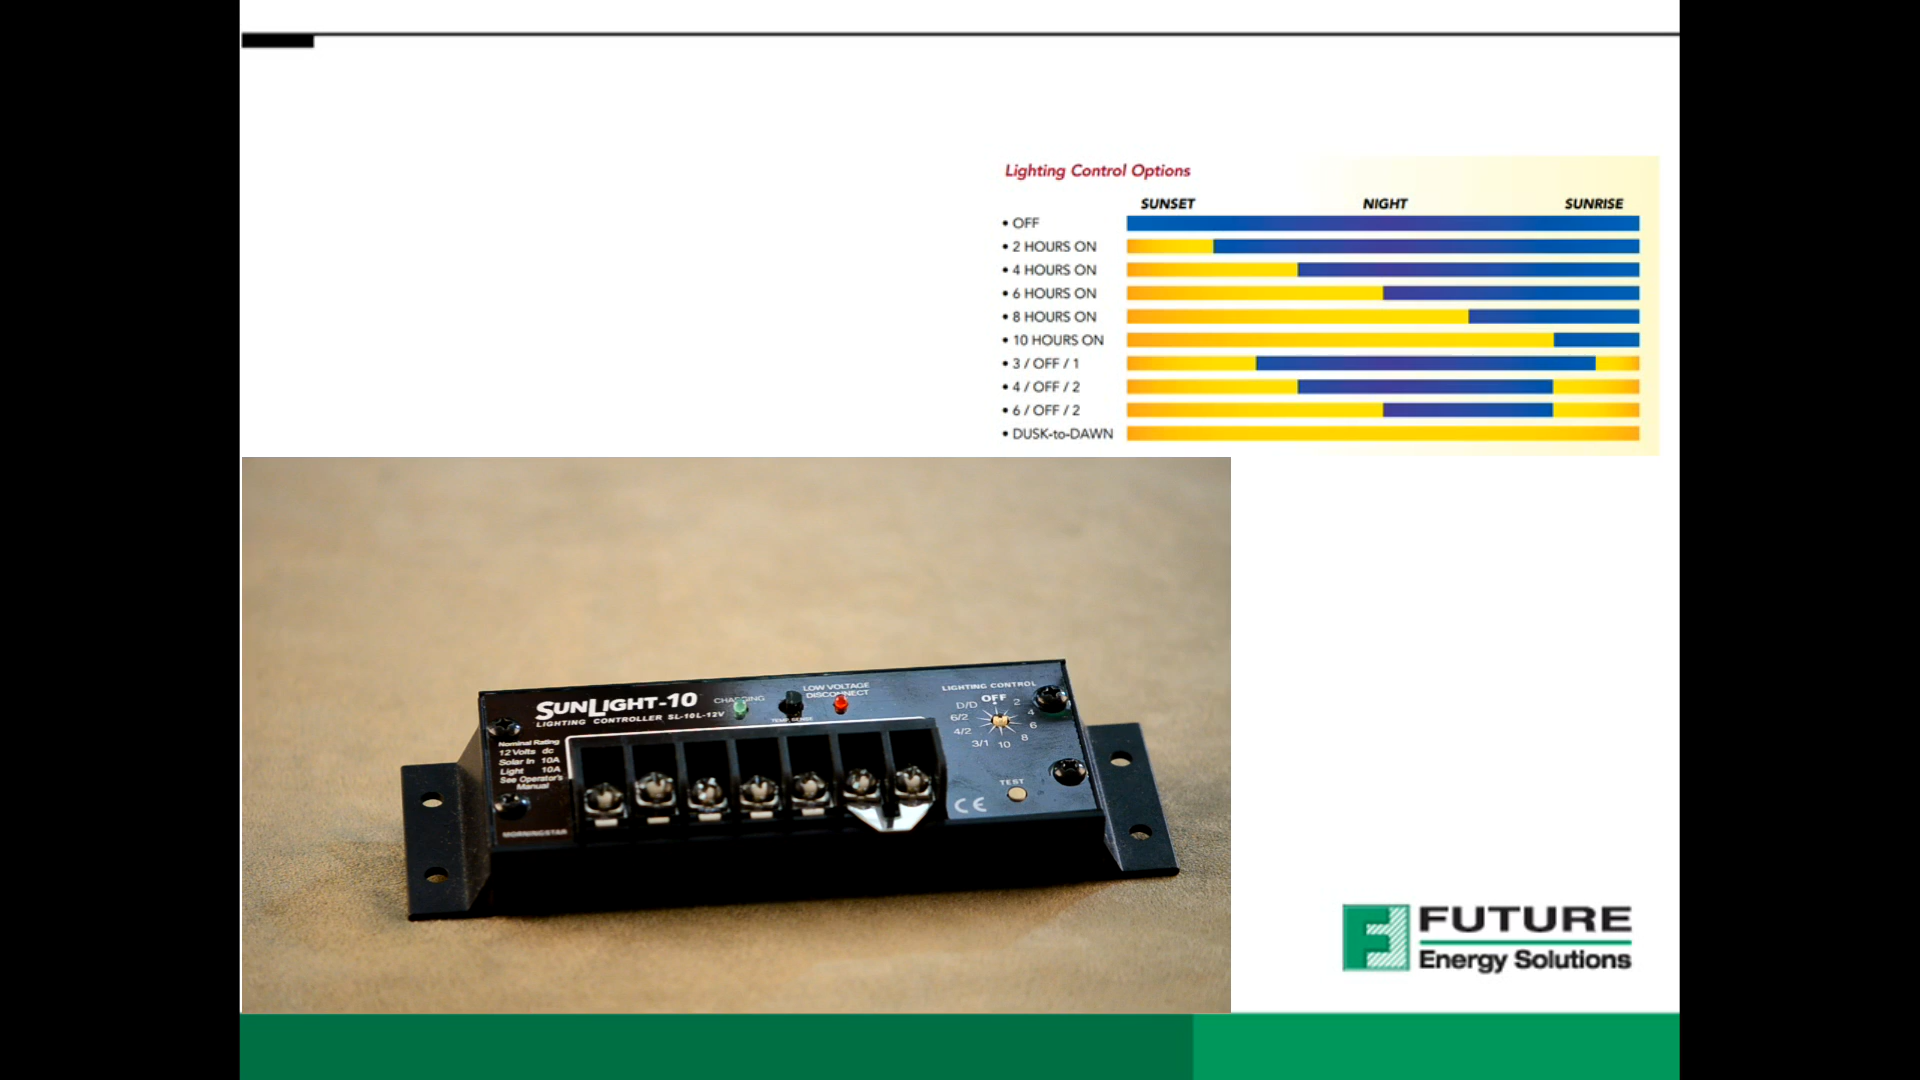 Lighting Control Options
SUNSET NIGHT SUNRISE
• OFF
• 2 HOURS ON
• 4 HOURS ON
• 6 HOURS ON
• 8 HOURS ON
• 10 HOURS ON
• 3 / OFF / 1
• 4 / OFF / 2
• 6 / OFF / 2
• DUSK-to-DAWN
SUNLIGHT-10
LIGHTING CONTROLLER SL-10L-12V
CHARGING
LOW VOLTAGE
DISCONNECT
TEMP SENSE
Nominal Rating
12 Volts dc
Solar In 10A
Light 10A
See Operator's
Manual
MORNINGSTAR
LIGHTING CONTROL
OFF
D/D 2
6/2 4
4/2 6
3/1 10 8
TEST
CE
FUTURE
Energy Solutions